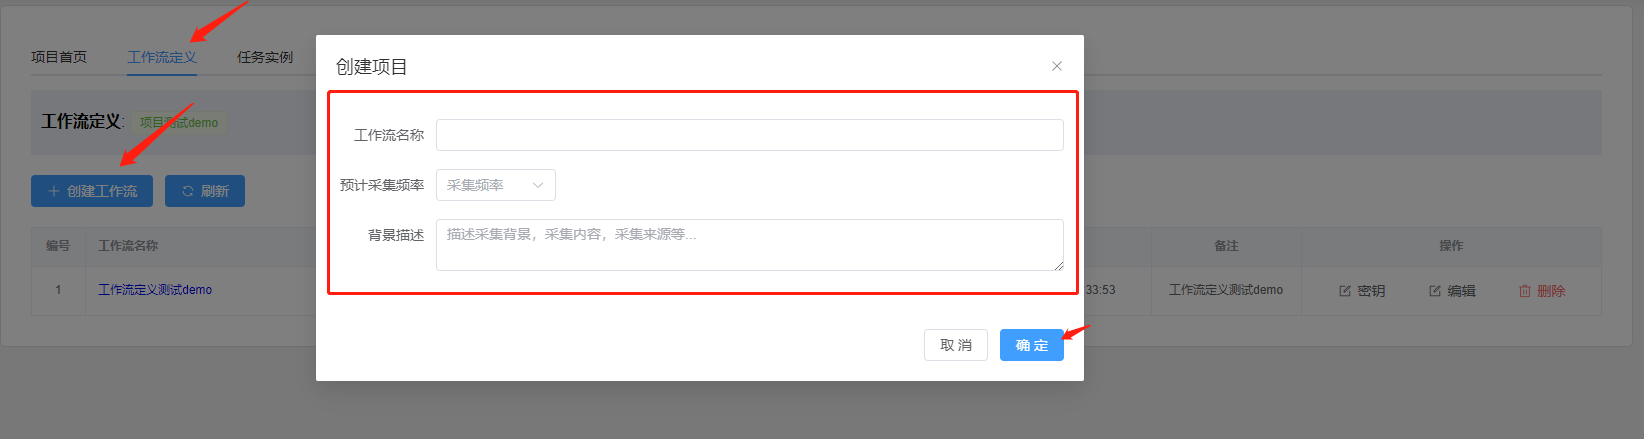 项目首页 工作流定义 任务实例
工作流定义: 项目测试demo
+ 创建工作流 刷新
编号 工作流名称 备注 操作
1 工作流定义测试demo 33:53 工作流定义测试demo 密钥 编辑 删除
创建项目
工作流名称
预计采集频率 采集频率
背景描述 描述采集背景，采集内容，采集来源等...
取 消 确 定